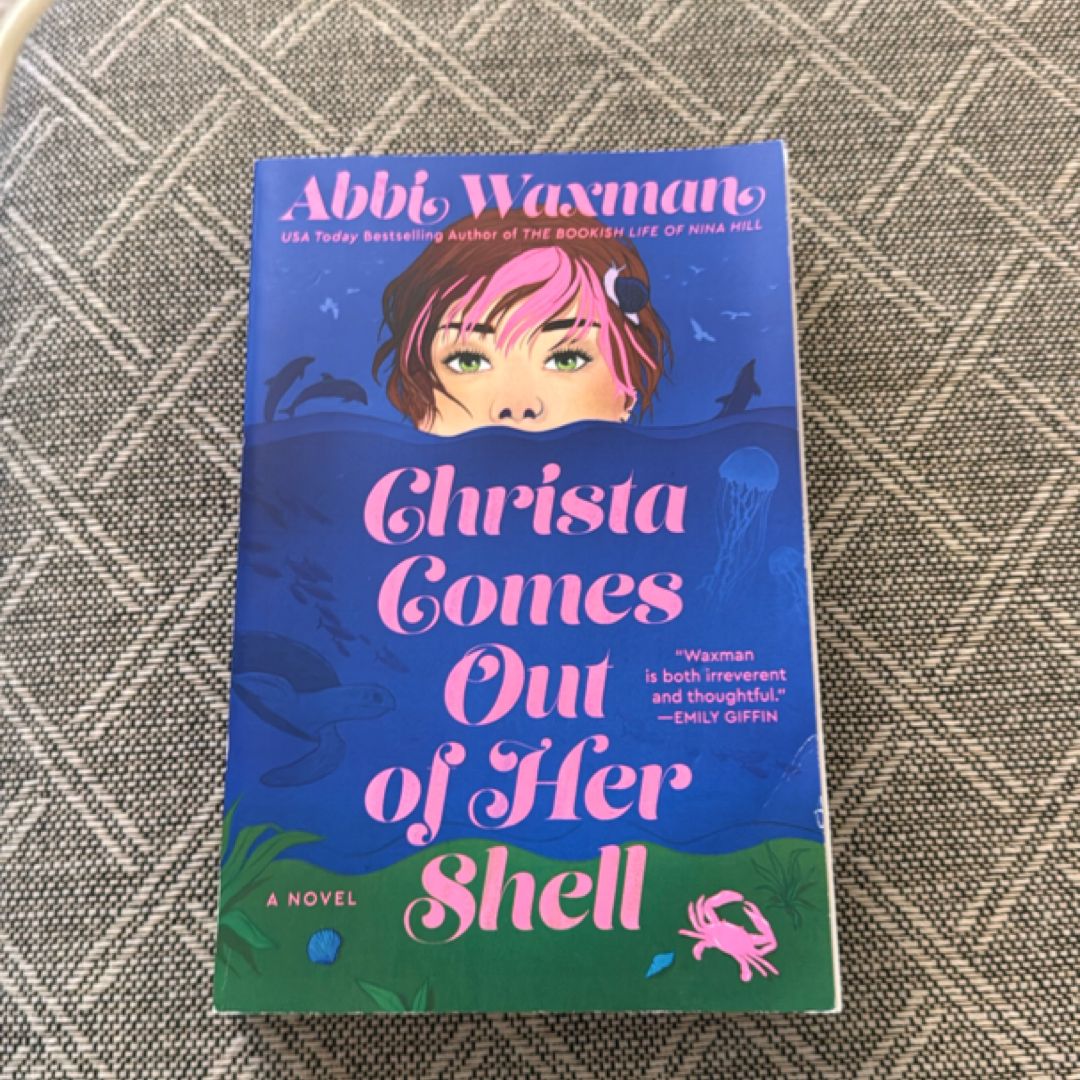 Abbi Waxman
USA Today Bestselling Author of THE BOOKISH LIFE OF NINA HILL
Christa
Comes
Out
of Her
Shell
"Waxman
is both irreverent
and thoughtful."
—EMILY GIFFIN
A NOVEL